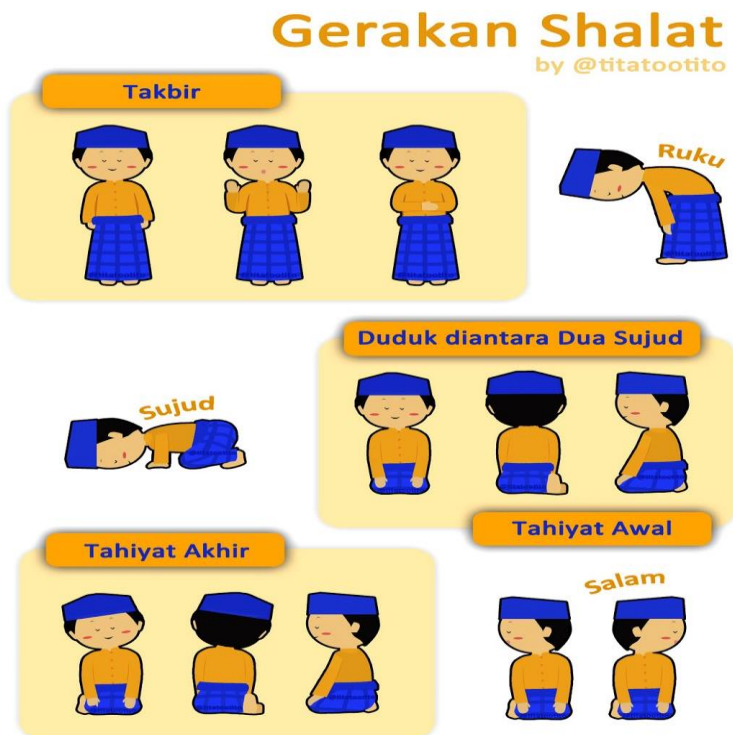 Gerakan Shalat
by @titatootito
Takbir
Ruku
Duduk diantara Dua Sujud
Sujud
Tahiyat Awal
Tahiyat Akhir
Salam